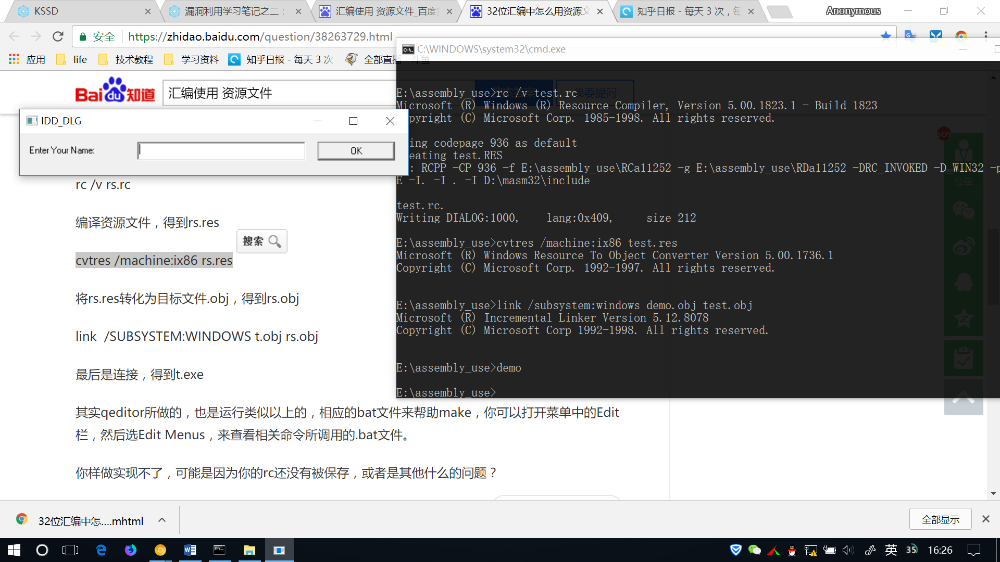 KSSD
漏洞利用学习笔记之二：
汇编使用 资源文件_百度
32位汇编中怎么用资源文
知乎日报 - 每天 3 次，每
Anonymous
安全 https://zhidao.baidu.com/question/38263729.html
应用 life 技术教程 学习资料 知乎日报 - 每天 3 次 全部直播 - 斗鱼
C:\WINDOWS\system32\cmd.exe
Bai du 知道
汇编使用 资源文件
我要提问
IDD_DLG
Enter Your Name:
OK
rc /v rs.rc
编译资源文件，得到rs.res
搜索
cvtres /machine:ix86 rs.res
将rs.res转化为目标文件.obj，得到rs.obj
link  /SUBSYSTEM:WINDOWS t.obj rs.obj
最后是连接，得到t.exe
其实qeditor所做的，也是运行类似以上的，相应的bat文件来帮助make，你可以打开菜单中的Edit
栏，然后选Edit Menus，来查看相关命令所调用的.bat文件。
你样做实现不了，可能是因为你的rc还没有被保存，或者是其他什么的问题？
E:\assembly_use>rc /v test.rc
Microsoft (R) Windows (R) Resource Compiler, Version 5.00.1823.1 - Build 1823
pyright (C) Microsoft Corp. 1985-1998. All rights reserved.
ing codepage 936 as default
eating test.RES
: RCPP -CP 936 -f E:\assembly_use\RCa11252 -g E:\assembly_use\RDa11252 -DRC_INVOKED -D_WIN32 -p
E -I. -I . -I D:\masm32\include
test.rc.
Writing DIALOG:1000,    lang:0x409,     size 212
E:\assembly_use>cvtres /machine:ix86 test.res
Microsoft (R) Windows Resource To Object Converter Version 5.00.1736.1
Copyright (C) Microsoft Corp. 1992-1997. All rights reserved.
E:\assembly_use>link /subsystem:windows demo.obj test.obj
Microsoft (R) Incremental Linker Version 5.12.8078
Copyright (C) Microsoft Corp 1992-1998. All rights reserved.
E:\assembly_use>demo
E:\assembly_use>
SOS
分享
32位汇编中怎....mhtml
全部显示
英 35 16:26